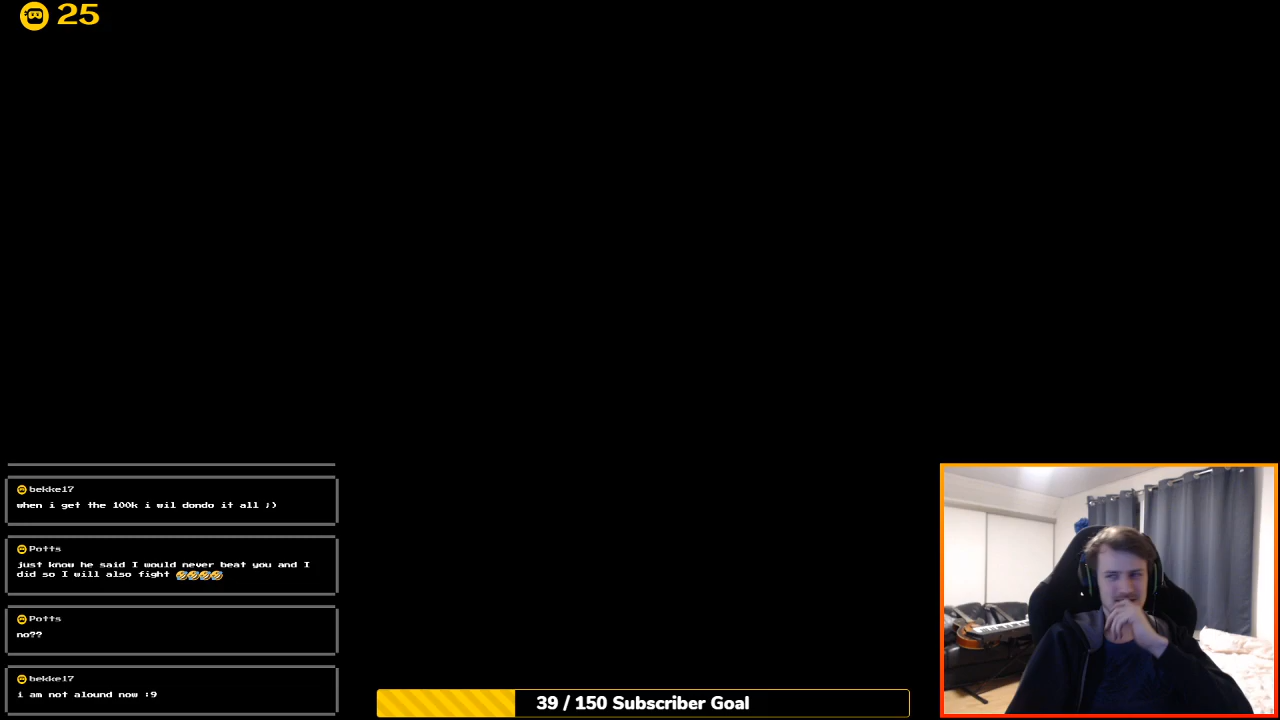 25
bekke17
when i get the 100k i wil dondo it all ;)
Potts
just know he said I would never beat you and I
did so I will also fight 🤣🤣🤣🤣
Potts
no??
bekke17
i am not alound now :9
39 / 150 Subscriber Goal